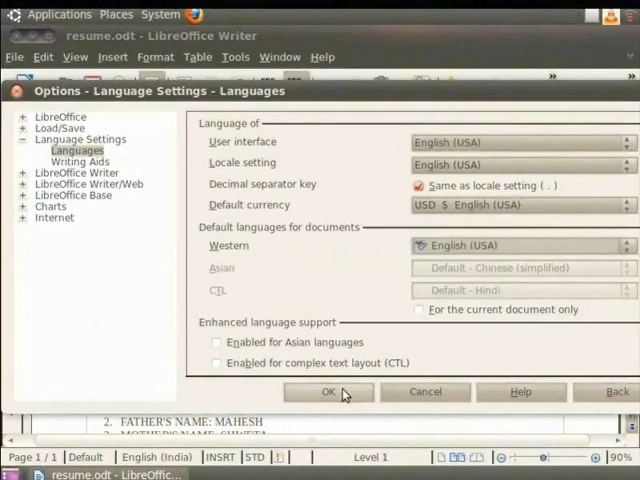 Applications Places System
resume.odt - LibreOffice Writer
File Edit View Insert Format Table Tools Window Help
Options - Language Settings - Languages
LibreOffice
Load/Save
Language Settings
Languages
Writing Aids
LibreOffice Writer
LibreOffice Writer/Web
LibreOffice Base
Charts
Internet
Language of
User interface English (USA)
Locale setting English (USA)
Decimal separator key Same as locale setting ( . )
Default currency USD $ English (USA)
Default languages for documents
Western English (USA)
Asian Default - Chinese (simplified)
CTL Default - Hindi
For the current document only
Enhanced language support
Enabled for Asian languages
Enabled for complex text layout (CTL)
OK Cancel Help Back
2. FATHER'S NAME: MAHESH
Page 1 / 1 Default English (India) INSRT STD Level 1 90%
resume.odt - LibreOffic...